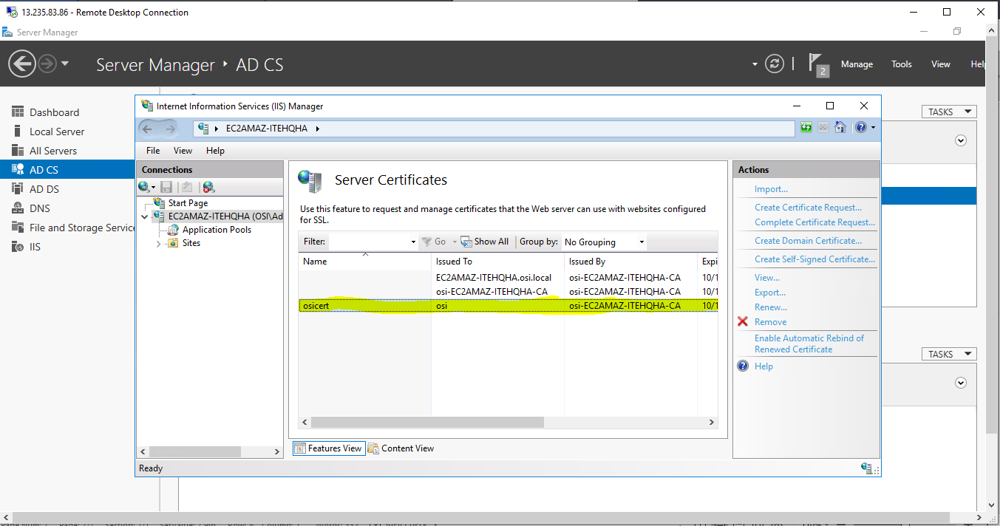 13.235.83.86 - Remote Desktop Connection
Server Manager
Server Manager AD CS
2
Manage Tools View Help
Dashboard
Local Server
All Servers
AD CS
AD DS
DNS
File and Storage Service
IIS
TASKS
TASKS
Internet Information Services (IIS) Manager
EC2AMAZ-ITEHQHA
File View Help
Connections
Start Page
EC2AMAZ-ITEHQHA (OSI\Ad
Application Pools
Sites
Server Certificates
Use this feature to request and manage certificates that the Web server can use with websites configured
for SSL.
Filter: Go Show All Group by: No Grouping
Name Issued To Issued By Expi
EC2AMAZ-ITEHQHA.osi.local osi-EC2AMAZ-ITEHQHA-CA 10/1
osi-EC2AMAZ-ITEHQHA-CA osi-EC2AMAZ-ITEHQHA-CA 10/1
osicert osi osi-EC2AMAZ-ITEHQHA-CA 10/1
Features View Content View
Actions
Import...
Create Certificate Request...
Complete Certificate Request...
Create Domain Certificate...
Create Self-Signed Certificate...
View...
Export...
Renew...
Remove
Enable Automatic Rebind of
Renewed Certificate
Help
Ready